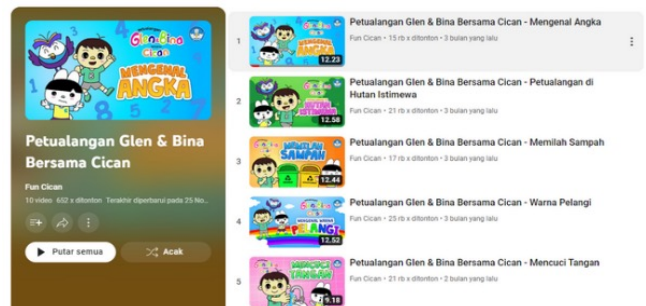 Glen & Bina
Cican
MENGENAL
ANGKA
Petualangan Glen & Bina
Bersama Cican
Fun Cican
10 video 652 x ditonton Terakhir diperbarui pada 25 No...
Putar semua
Acak
1
MENGENAL
ANGKA
12.23
Petualangan Glen & Bina Bersama Cican - Mengenal Angka
Fun Cican • 15 rb x ditonton • 3 bulan yang lalu
2
HUTAN
ISTIMEWA
12.58
Petualangan Glen & Bina Bersama Cican - Petualangan di
Hutan Istimewa
Fun Cican • 21 rb x ditonton • 3 bulan yang lalu
3
MEMILAH
SAMPAH
12.44
Petualangan Glen & Bina Bersama Cican - Memilah Sampah
Fun Cican • 17 rb x ditonton • 3 bulan yang lalu
4
PELANGI
12.52
Petualangan Glen & Bina Bersama Cican - Warna Pelangi
Fun Cican • 25 rb x ditonton • 3 bulan yang lalu
5
MENCUCI
TANGAN
9.18
Petualangan Glen & Bina Bersama Cican - Mencuci Tangan
Fun Cican • 21 rb x ditonton • 2 bulan yang lalu